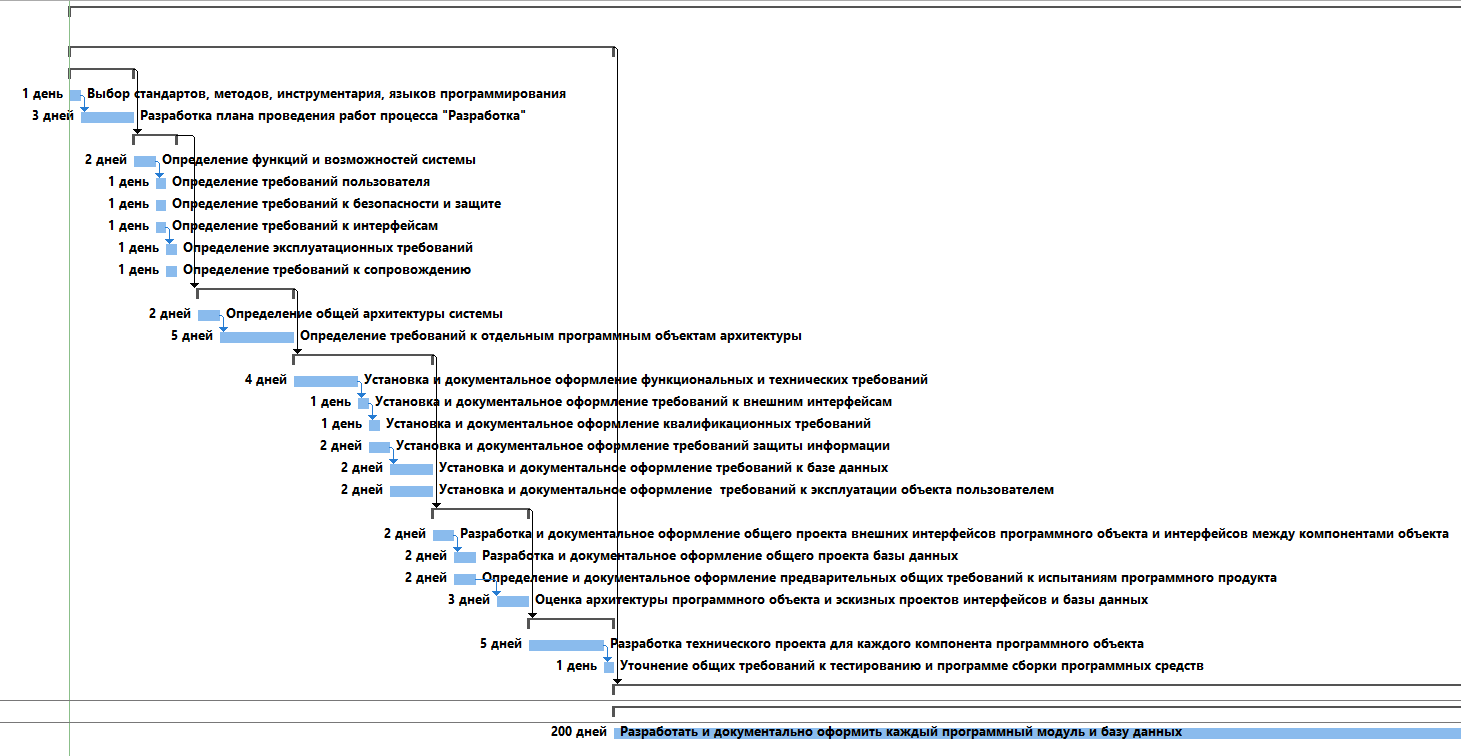 1 день Выбор стандартов, методов, инструментария, языков программирования
3 дней Разработка плана проведения работ процесса "Разработка"
2 дней Определение функций и возможностей системы
1 день Определение требований пользователя
1 день Определение требований к безопасности и защите
1 день Определение требований к интерфейсам
1 день Определение эксплуатационных требований
1 день Определение требований к сопровождению
2 дней Определение общей архитектуры системы
5 дней Определение требований к отдельным программным объектам архитектуры
4 дней Установка и документальное оформление функциональных и технических требований
1 день Установка и документальное оформление требований к внешним интерфейсам
1 день Установка и документальное оформление квалификационных требований
2 дней Установка и документальное оформление требований защиты информации
2 дней Установка и документальное оформление требований к базе данных
2 дней Установка и документальное оформление требований к эксплуатации объекта пользователем
2 дней Разработка и документальное оформление общего проекта внешних интерфейсов программного объекта и интерфейсов между компонентами объекта
2 дней Разработка и документальное оформление общего проекта базы данных
2 дней Определение и документальное оформление предварительных общих требований к испытаниям программного продукта
3 дней Оценка архитектуры программного объекта и эскизных проектов интерфейсов и базы данных
5 дней Разработка технического проекта для каждого компонента программного объекта
1 день Уточнение общих требований к тестированию и программе сборки программных средств
200 дней Разработать и документально оформить каждый программный модуль и базу данных